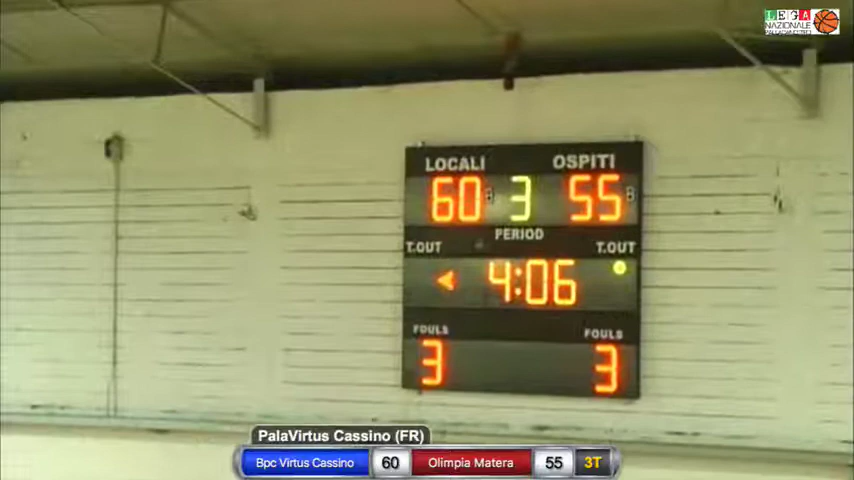 LEGA
NAZIONALE
PALLACANESTRO
LOCALI OSPITI
60 3 55
PERIOD
T.OUT T.OUT
4:06
FOULS FOULS
3 3
PalaVirtus Cassino (FR)
Bpc Virtus Cassino 60 Olimpia Matera 55 3T